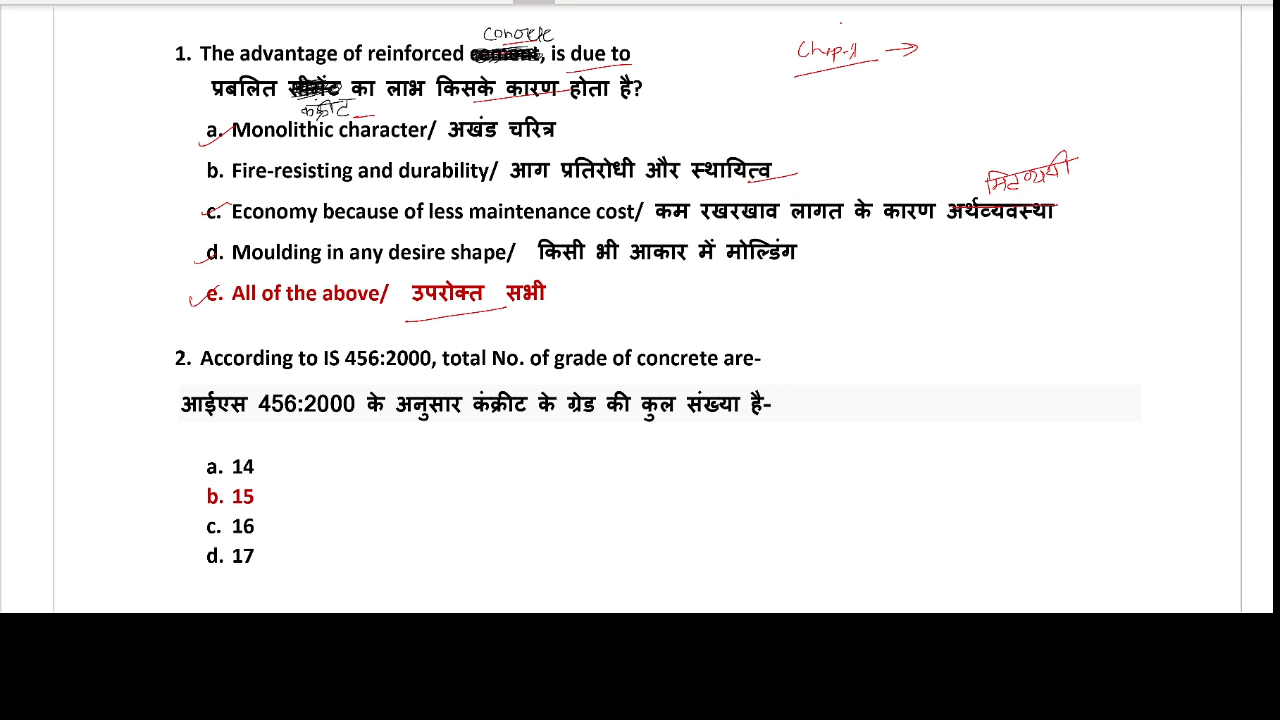 concrete
Chap-1 →
1. The advantage of reinforced cement, is due to
प्रबलित सीमेंट का लाभ किसके कारण होता है?
कंक्रीट
a. Monolithic character/ अखंड चरित्र
b. Fire-resisting and durability/ आग प्रतिरोधी और स्थायित्व
मितव्ययी
c. Economy because of less maintenance cost/ कम रखरखाव लागत के कारण अर्थव्यवस्था
d. Moulding in any desire shape/ किसी भी आकार में मोल्डिंग
e. All of the above/ उपरोक्त सभी
2. According to IS 456:2000, total No. of grade of concrete are-
आईएस 456:2000 के अनुसार कंक्रीट के ग्रेड की कुल संख्या है-
a. 14
b. 15
c. 16
d. 17